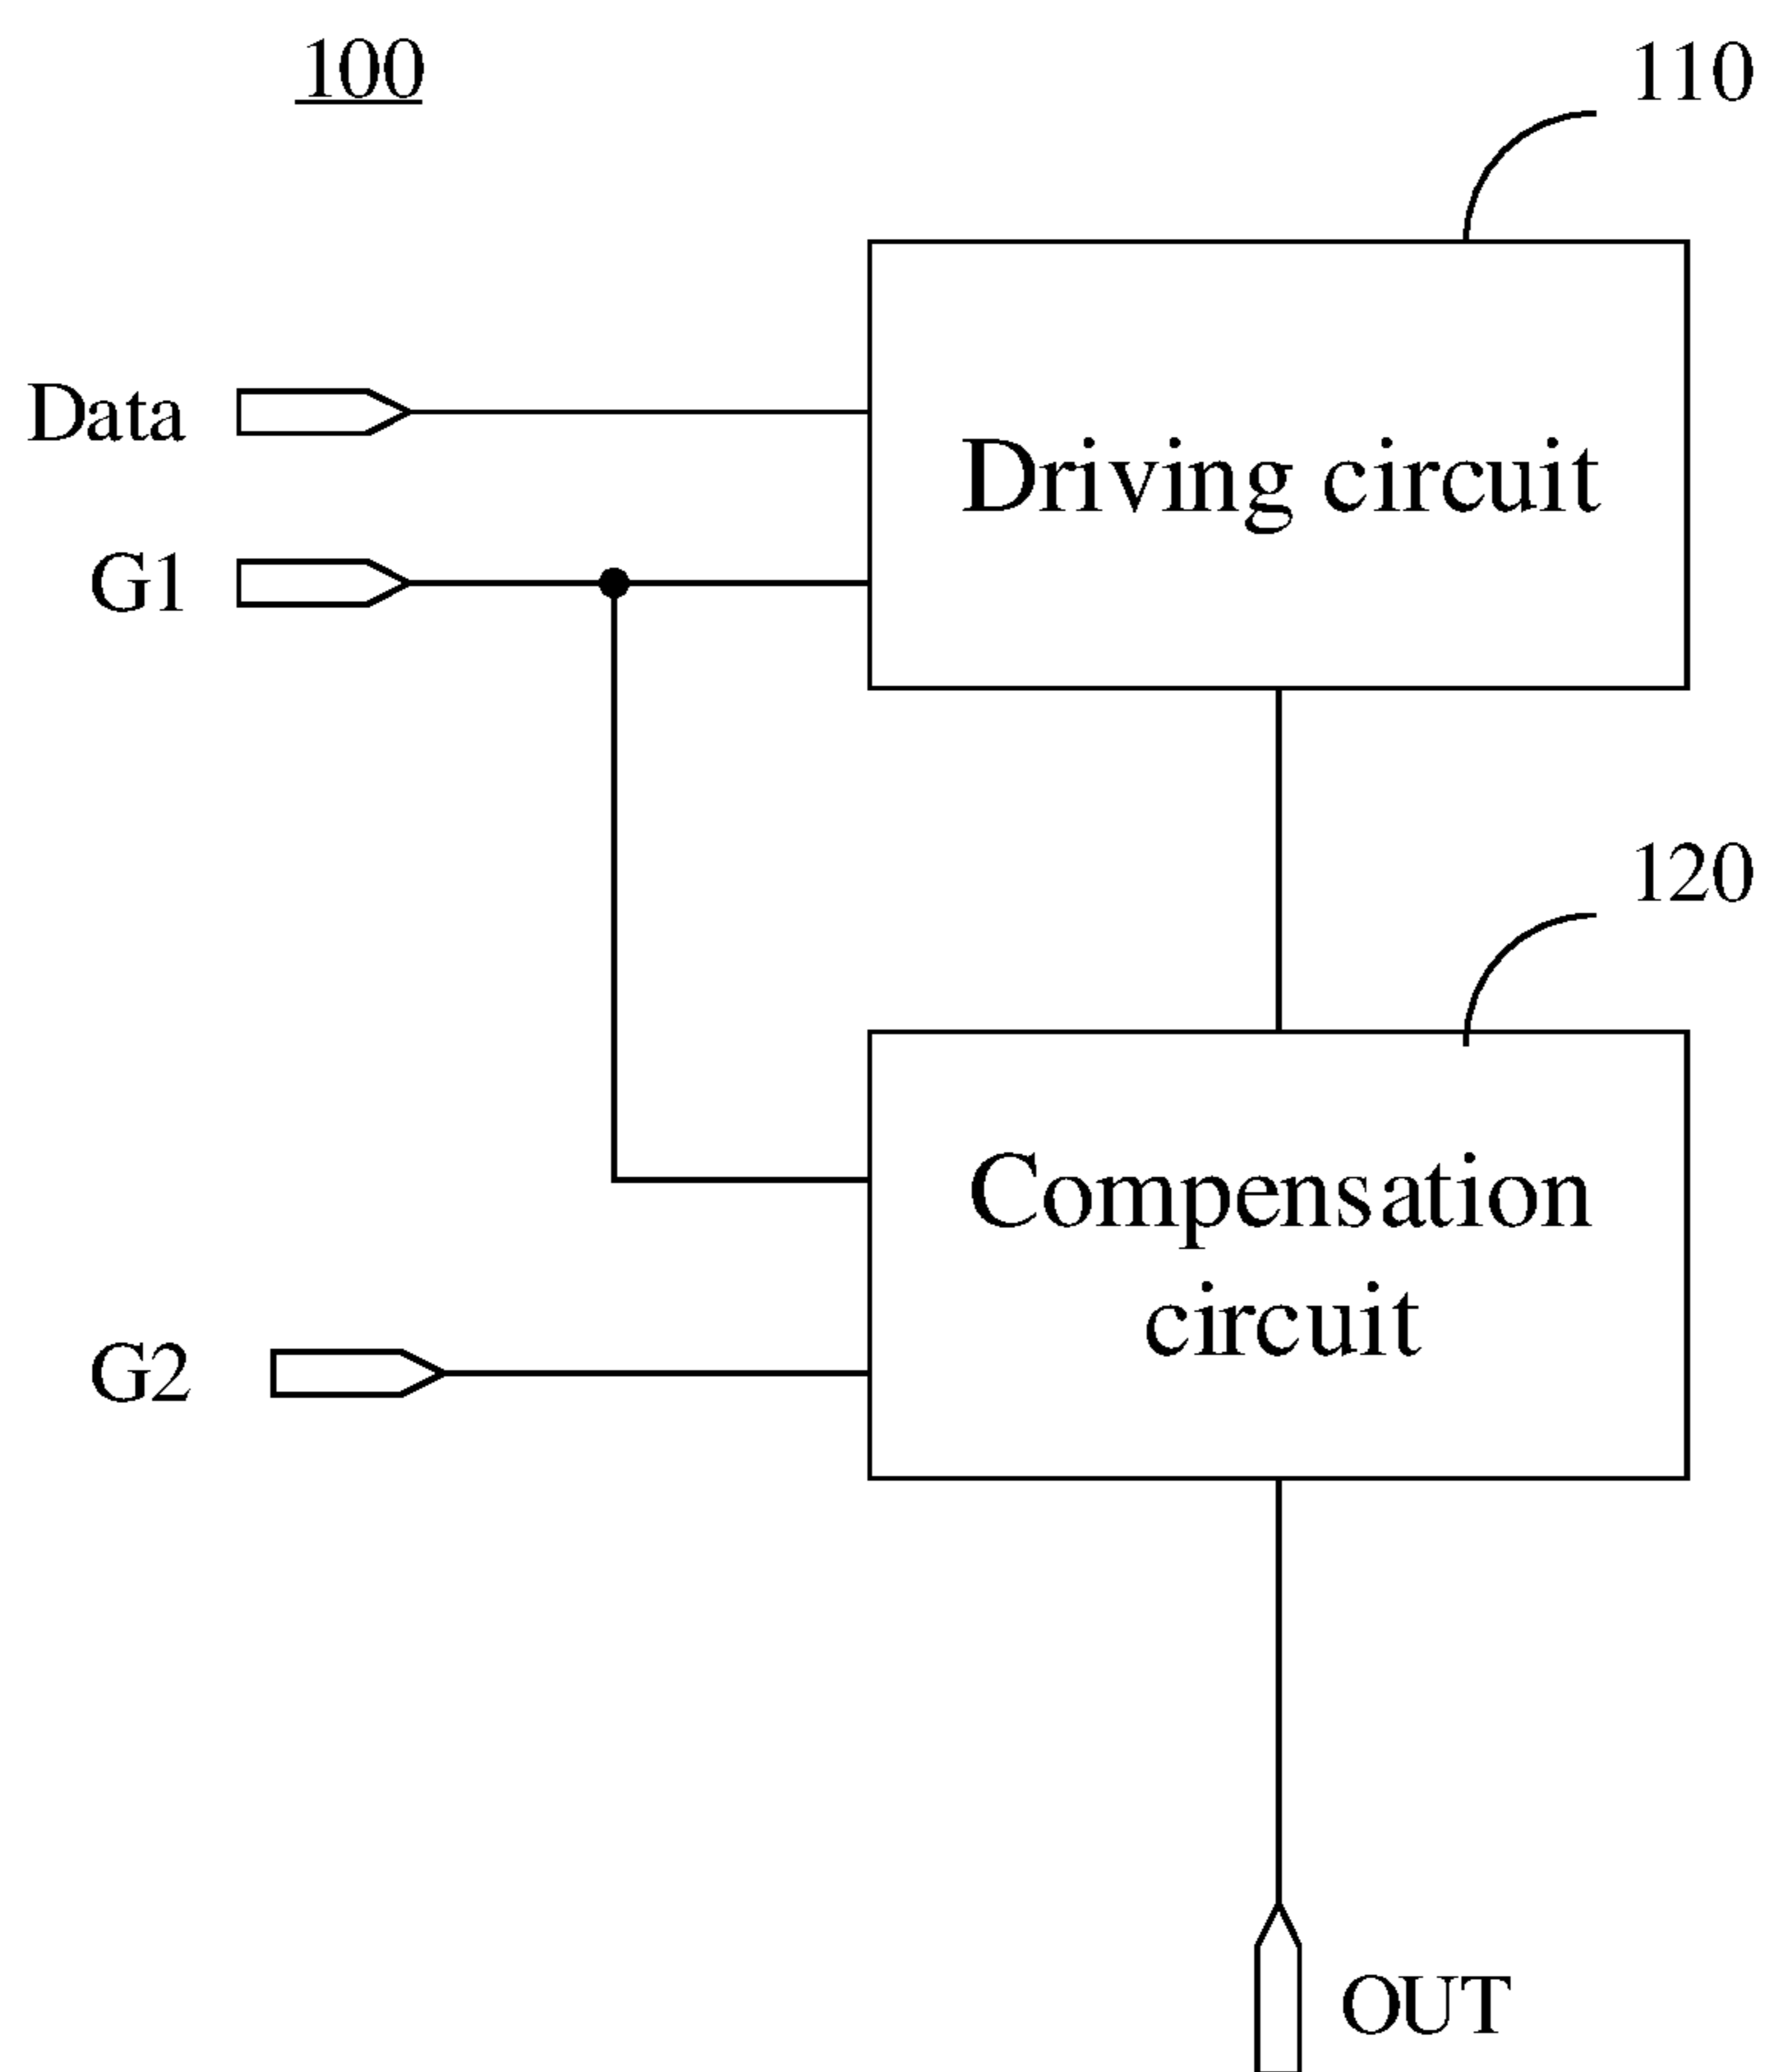 100
110
Data
Driving circuit
G1
120
Compensation
circuit
G2
OUT